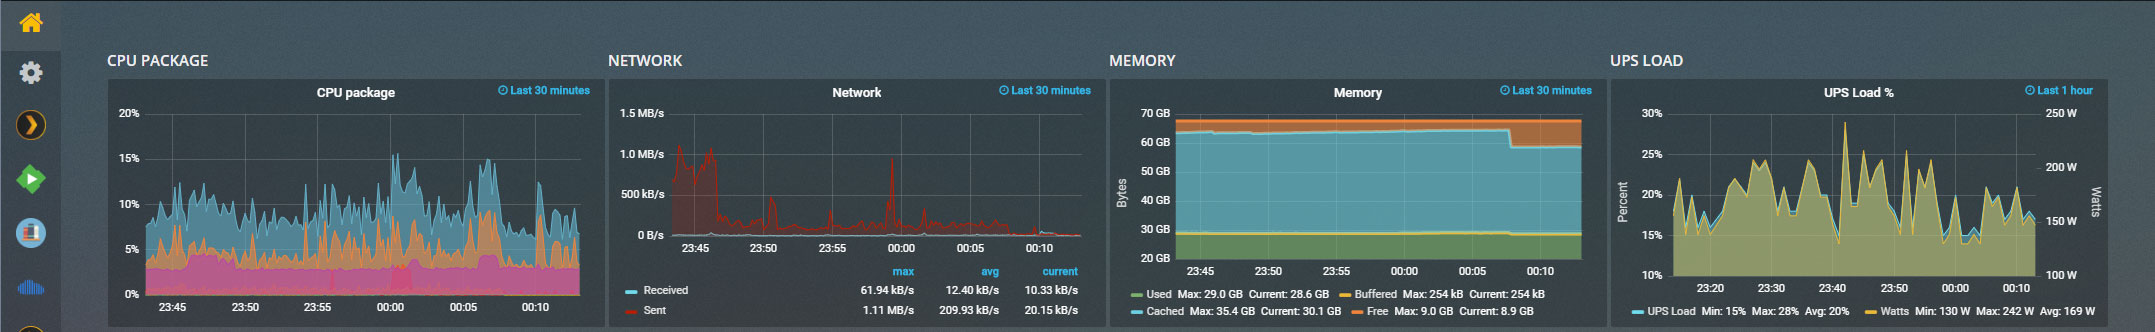 CPU PACKAGE
CPU package
Last 30 minutes
20%
15%
10%
5%
0%
23:45 23:50 23:55 00:00 00:05 00:10
NETWORK
Network
Last 30 minutes
1.5 MB/s
1.0 MB/s
500 kB/s
0 B/s
23:45 23:50 23:55 00:00 00:05 00:10
max avg current
Received 61.94 kB/s 12.40 kB/s 10.33 kB/s
Sent 1.11 MB/s 209.93 kB/s 20.15 kB/s
MEMORY
Memory
Last 30 minutes
Bytes
70 GB
60 GB
50 GB
40 GB
30 GB
20 GB
23:45 23:50 23:55 00:00 00:05 00:10
Used Max: 29.0 GB Current: 28.6 GB Buffered Max: 254 kB Current: 254 kB
Cached Max: 35.4 GB Current: 30.1 GB Free Max: 9.0 GB Current: 8.9 GB
UPS LOAD
UPS Load %
Last 1 hour
Percent
30%
25%
20%
15%
10%
250 W
200 W
150 W
100 W
Watts
23:20 23:30 23:40 23:50 00:00 00:10
UPS Load Min: 15% Max: 28% Avg: 20% Watts Min: 130 W Max: 242 W Avg: 169 W